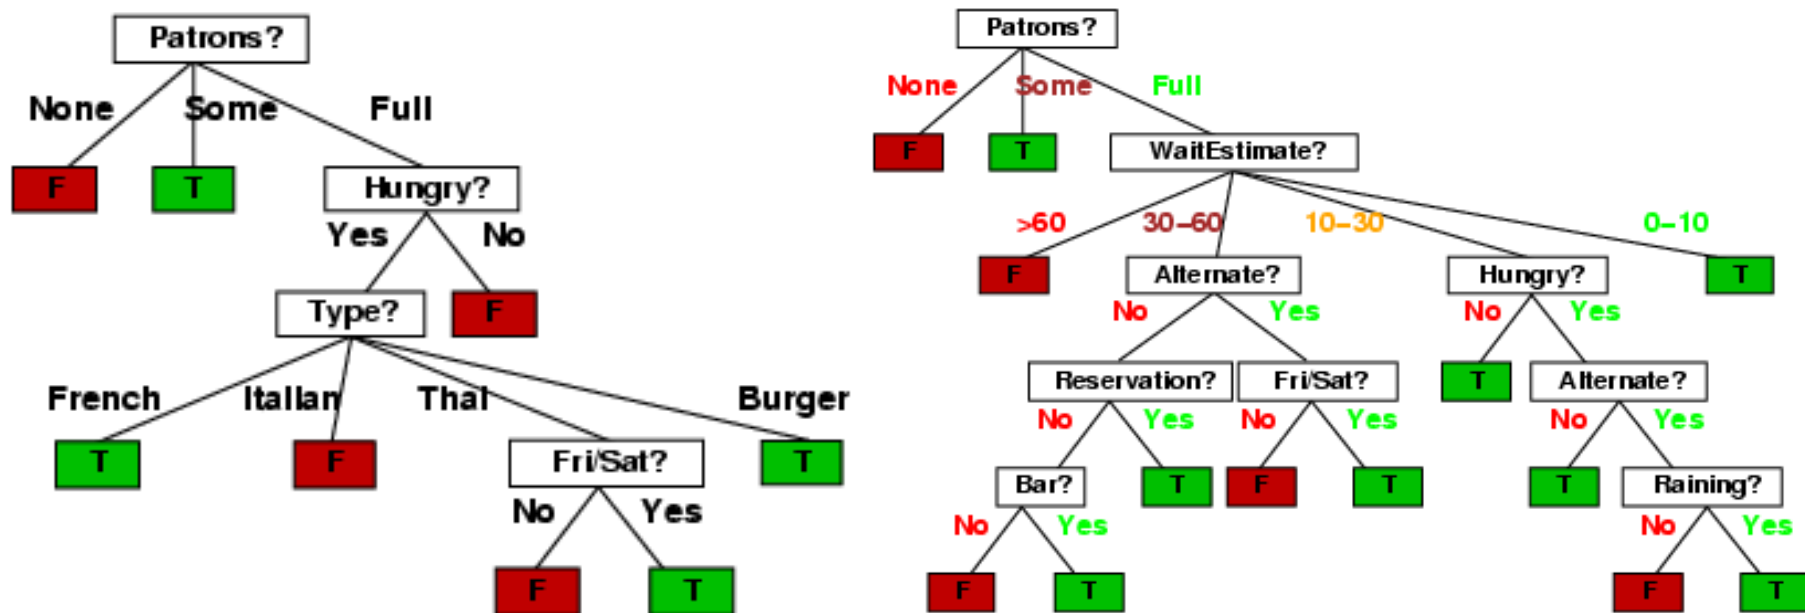 Patrons?
None Some Full
F T Hungry?
Yes No
Type? F
French Italian Thai Burger
T F Fri/Sat? T
No Yes
F T
Patrons?
None Some Full
F T WaitEstimate?
>60 30–60 10–30 0–10
F Alternate? Hungry? T
No Yes No Yes
Reservation? Fri/Sat? T Alternate?
No Yes No Yes No Yes
Bar? T F T T Raining?
No Yes No Yes
F T F T